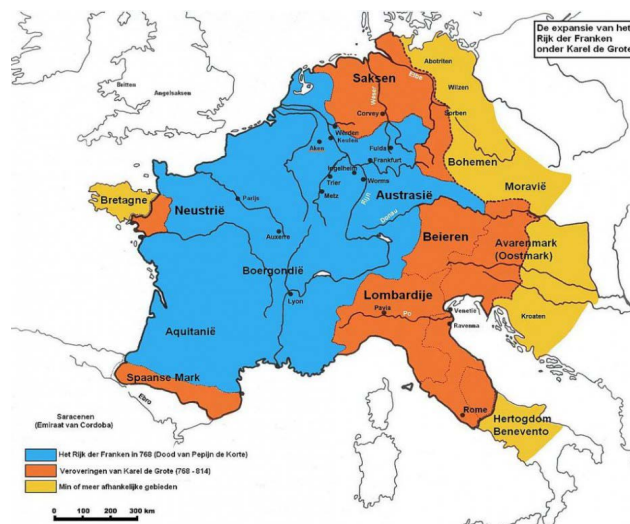 De expansie van het
Rijk der Franken
onder Karel de Grote
Abotriten
Britten
Saksen
Elbe
Wilzen
Angelsaksen
Weser
Corvey
Sorben
Werden
Keulen
Aken
Fulda
Bohemen
Frankfurt
Ingelheim
Trier
Worms
Moravië
Metz
Rijn
Austrasië
Bretagne
Neustrië
Parijs
Donau
Auxerre
Beieren
Avarenmark
(Oostmark)
Boergondië
Lyon
Lombardije
Pavia
Po
Venetië
Kroaten
Ravenna
Aquitanië
Spaanse Mark
Ebro
Rome
Saracenen
(Emiraat van Cordoba)
Hertogdom
Benevento
Het Rijk der Franken in 768 (Dood van Pepijn de Korte)
Veroveringen van Karel de Grote (768 - 814)
Min of meer afhankelijke gebieden
0 100 200 300 km